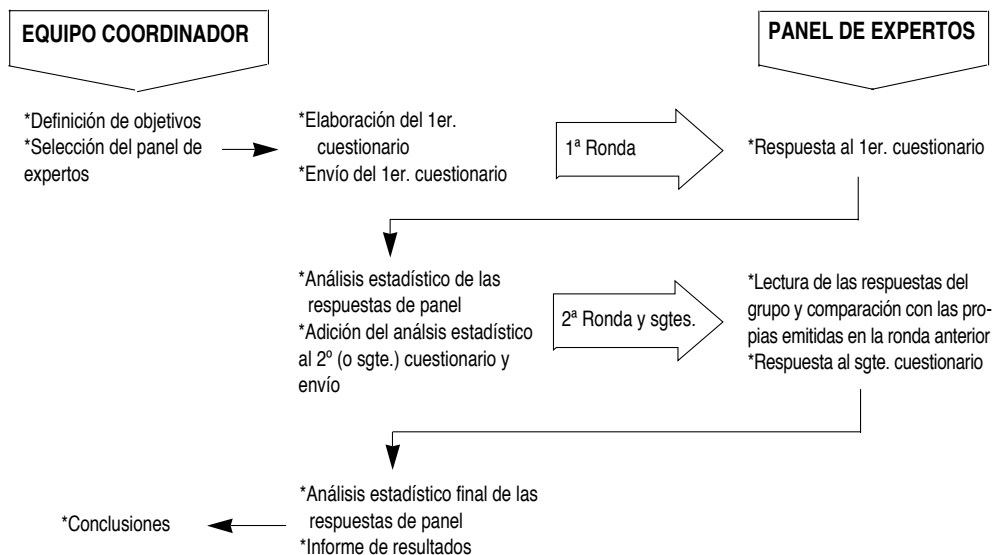 EQUIPO COORDINADOR
PANEL DE EXPERTOS
*Definición de objetivos
*Selección del panel de
expertos
*Elaboración del 1er.
cuestionario
*Envío del 1er. cuestionario
1ª Ronda
*Respuesta al 1er. cuestionario
*Análisis estadístico de las
respuestas de panel
*Adición del análsis estadístico
al 2º (o sgte.) cuestionario y
envío
2ª Ronda y sgtes.
*Lectura de las respuestas del
grupo y comparación con las pro-
pias emitidas en la ronda anterior
*Respuesta al sgte. cuestionario
*Análisis estadístico final de las
respuestas de panel
*Informe de resultados
*Conclusiones